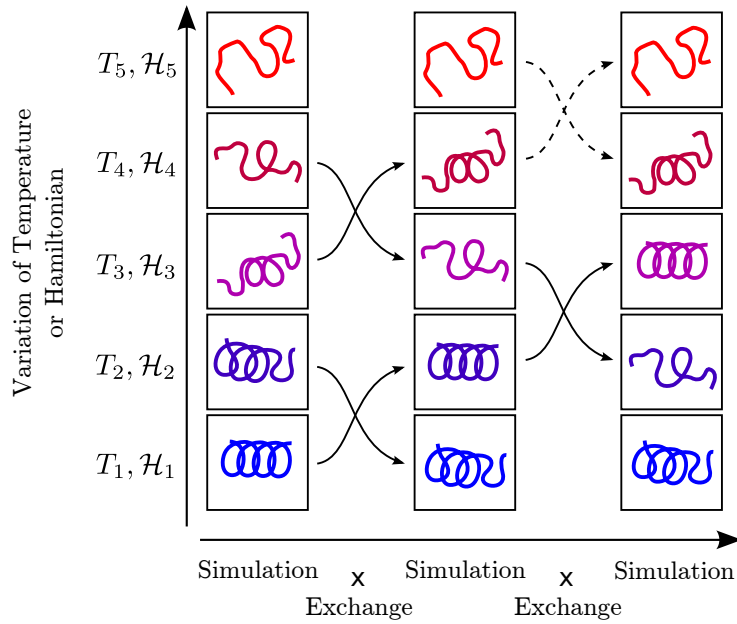 Variation of Temperature
or Hamiltonian
T₅, ℋ₅
T₄, ℋ₄
T₃, ℋ₃
T₂, ℋ₂
T₁, ℋ₁
Simulation
x
Exchange
Simulation
x
Exchange
Simulation